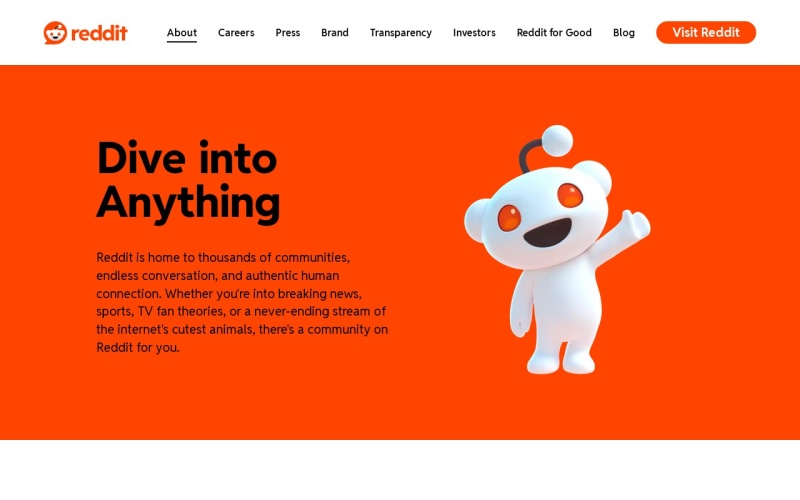 reddit
About
Careers
Press
Brand
Transparency
Investors
Reddit for Good
Blog
Visit Reddit
Dive into
Anything
Reddit is home to thousands of communities,
endless conversation, and authentic human
connection. Whether you're into breaking news,
sports, TV fan theories, or a never-ending stream of
the internet's cutest animals, there's a community on
Reddit for you.